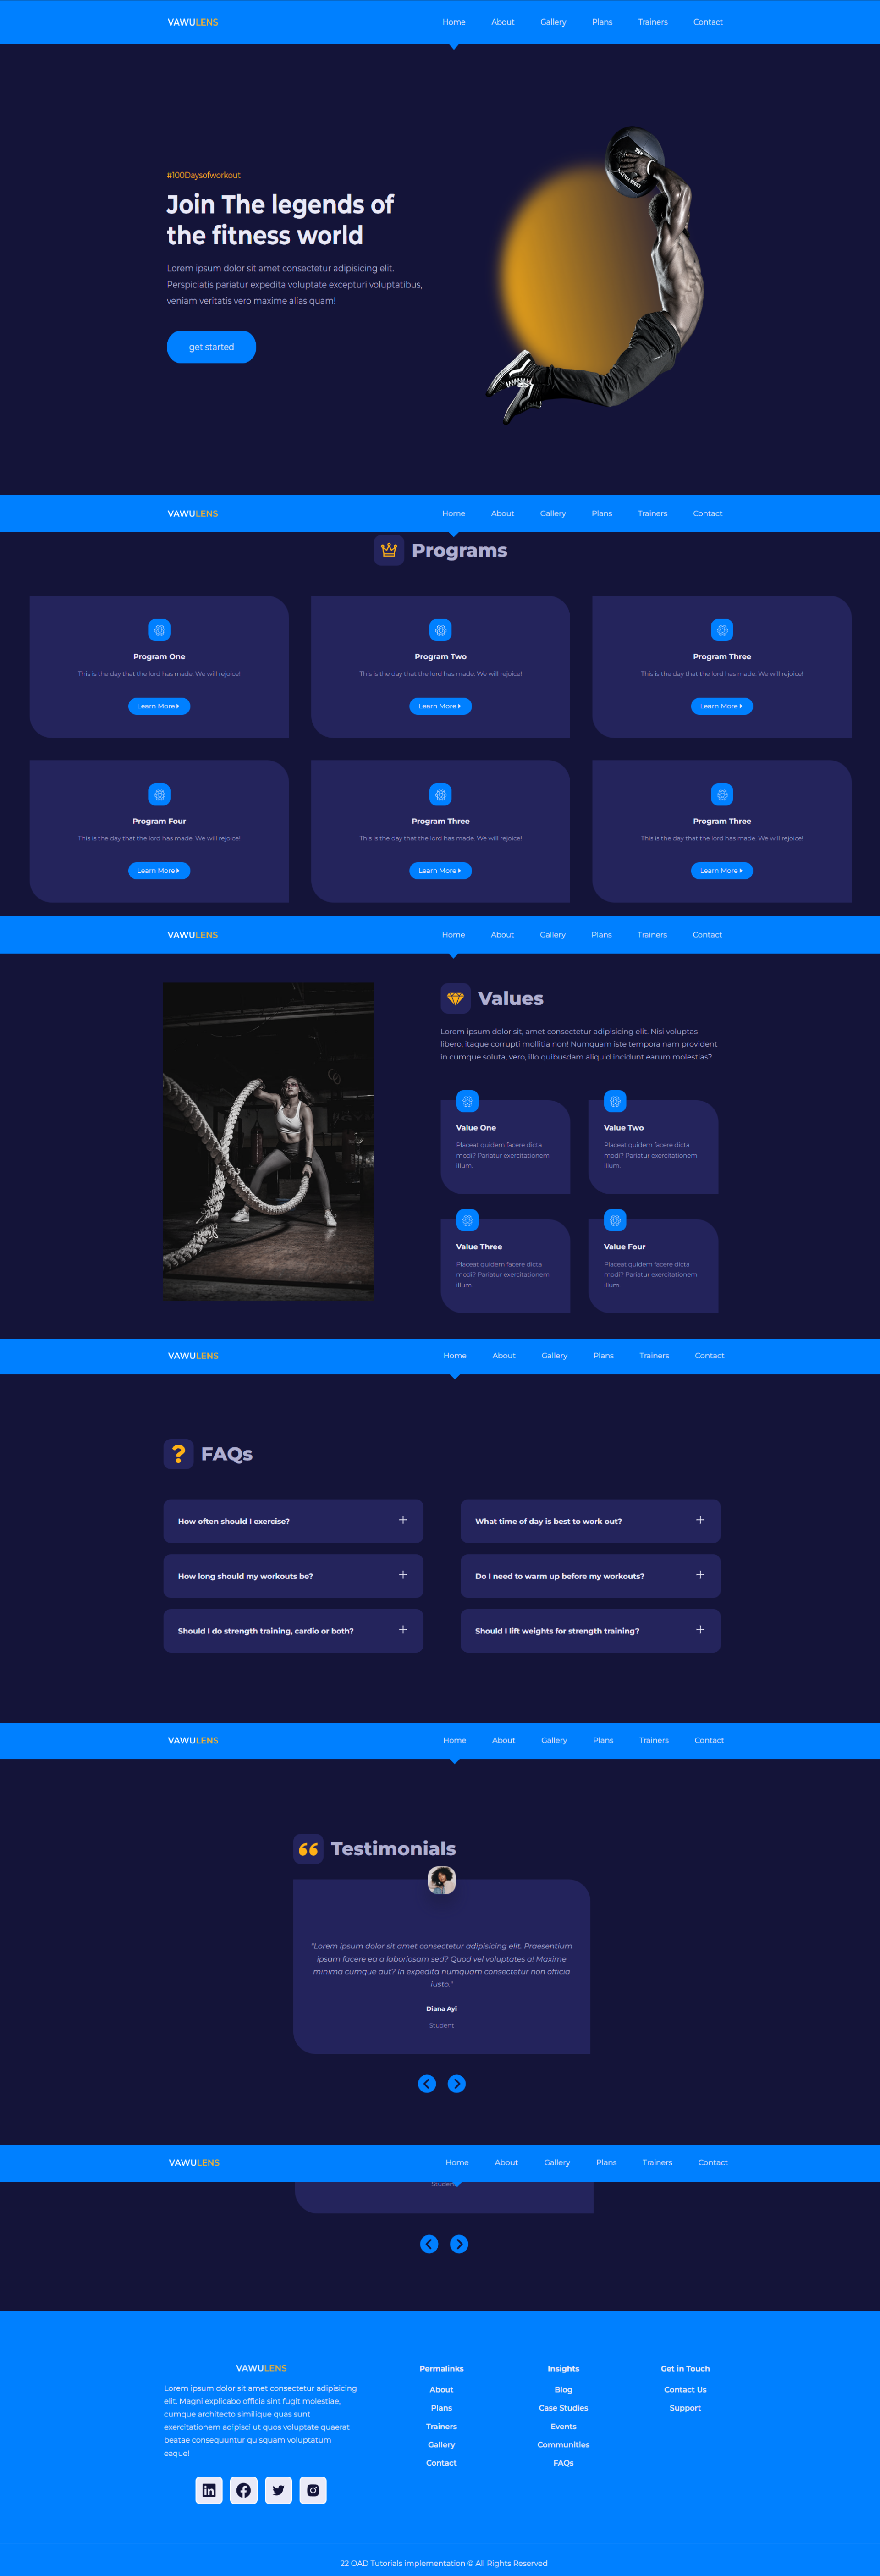 VAWULENS Home About Gallery Plans Trainers Contact
#100Daysofworkout
Join The legends of
the fitness world
Lorem ipsum dolor sit amet consectetur adipisicing elit.
Perspiciatis pariatur expedita voluptate excepturi voluptatibus,
veniam veritatis vero maxime alias quam!
get started
VAWULENS Home About Gallery Plans Trainers Contact
Programs
Program One
This is the day that the lord has made. We will rejoice!
Learn More
Program Two
This is the day that the lord has made. We will rejoice!
Learn More
Program Three
This is the day that the lord has made. We will rejoice!
Learn More
Program Four
This is the day that the lord has made. We will rejoice!
Learn More
Program Three
This is the day that the lord has made. We will rejoice!
Learn More
Program Three
This is the day that the lord has made. We will rejoice!
Learn More
VAWULENS Home About Gallery Plans Trainers Contact
Values
Lorem ipsum dolor sit, amet consectetur adipisicing elit. Nisi voluptas
libero, itaque corrupti mollitia non! Numquam iste tempora nam provident
in cumque soluta, vero, illo quibusdam aliquid incidunt earum molestias?
Value One
Placeat quidem facere dicta
modi? Pariatur exercitationem
illum.
Value Two
Placeat quidem facere dicta
modi? Pariatur exercitationem
illum.
Value Three
Placeat quidem facere dicta
modi? Pariatur exercitationem
illum.
Value Four
Placeat quidem facere dicta
modi? Pariatur exercitationem
illum.
VAWULENS Home About Gallery Plans Trainers Contact
FAQs
How often should I exercise?
What time of day is best to work out?
How long should my workouts be?
Do I need to warm up before my workouts?
Should I do strength training, cardio or both?
Should I lift weights for strength training?
VAWULENS Home About Gallery Plans Trainers Contact
Testimonials
"Lorem ipsum dolor sit amet consectetur adipisicing elit. Praesentium
ipsam facere ea a laboriosam sed? Quod vel voluptates a! Maxime
minima cumque aut? In expedita numquam consectetur non officia
iusto."
Diana Ayi
Student
VAWULENS Home About Gallery Plans Trainers Contact
Student
VAWULENS
Lorem ipsum dolor sit amet consectetur adipisicing
elit. Magni explicabo officia sint fugit molestiae,
cumque architecto similique quas sunt
exercitationem adipisci ut quos voluptate quaerat
beatae consequuntur quisquam voluptatum
eaque!
Permalinks
About
Plans
Trainers
Gallery
Contact
Insights
Blog
Case Studies
Events
Communities
FAQs
Get in Touch
Contact Us
Support
22 OAD Tutorials implementation © All Rights Reserved